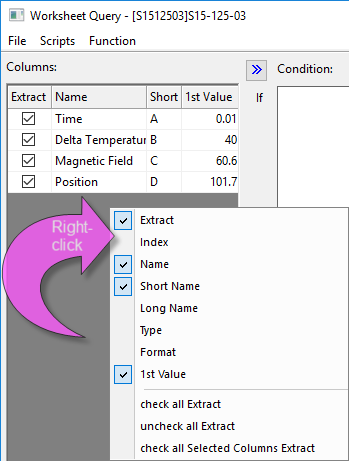 Worksheet Query - [S1512503]S15-125-03
File Scripts Function
Columns:
Condition:
If
Extract Name Short 1st Value
Time A 0.01
Delta Temperatur B 40
Magnetic Field C 60.6
Position D 101.7
Right-
click
Extract
Index
Name
Short Name
Long Name
Type
Format
1st Value
check all Extract
uncheck all Extract
check all Selected Columns Extract